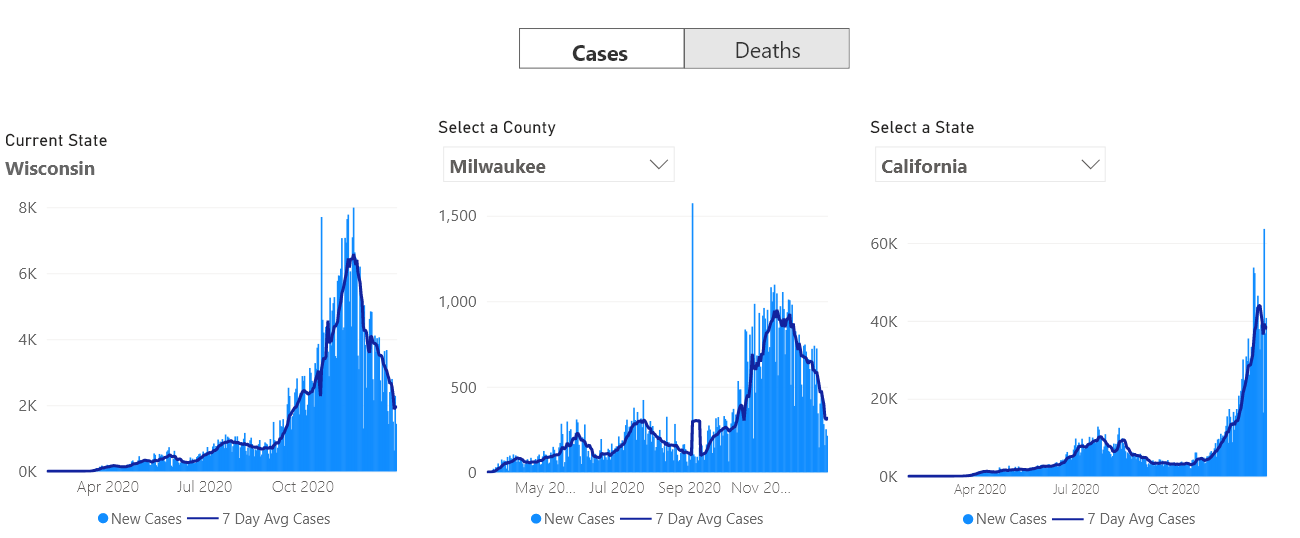 Cases
Deaths
Current State
Wisconsin
8K
6K
4K
2K
0K
Apr 2020 Jul 2020 Oct 2020
New Cases 7 Day Avg Cases
Select a County
Milwaukee
1,500
1,000
500
0
May 20... Jul 2020 Sep 2020 Nov 20...
New Cases 7 Day Avg Cases
Select a State
California
60K
40K
20K
0K
Apr 2020 Jul 2020 Oct 2020
New Cases 7 Day Avg Cases